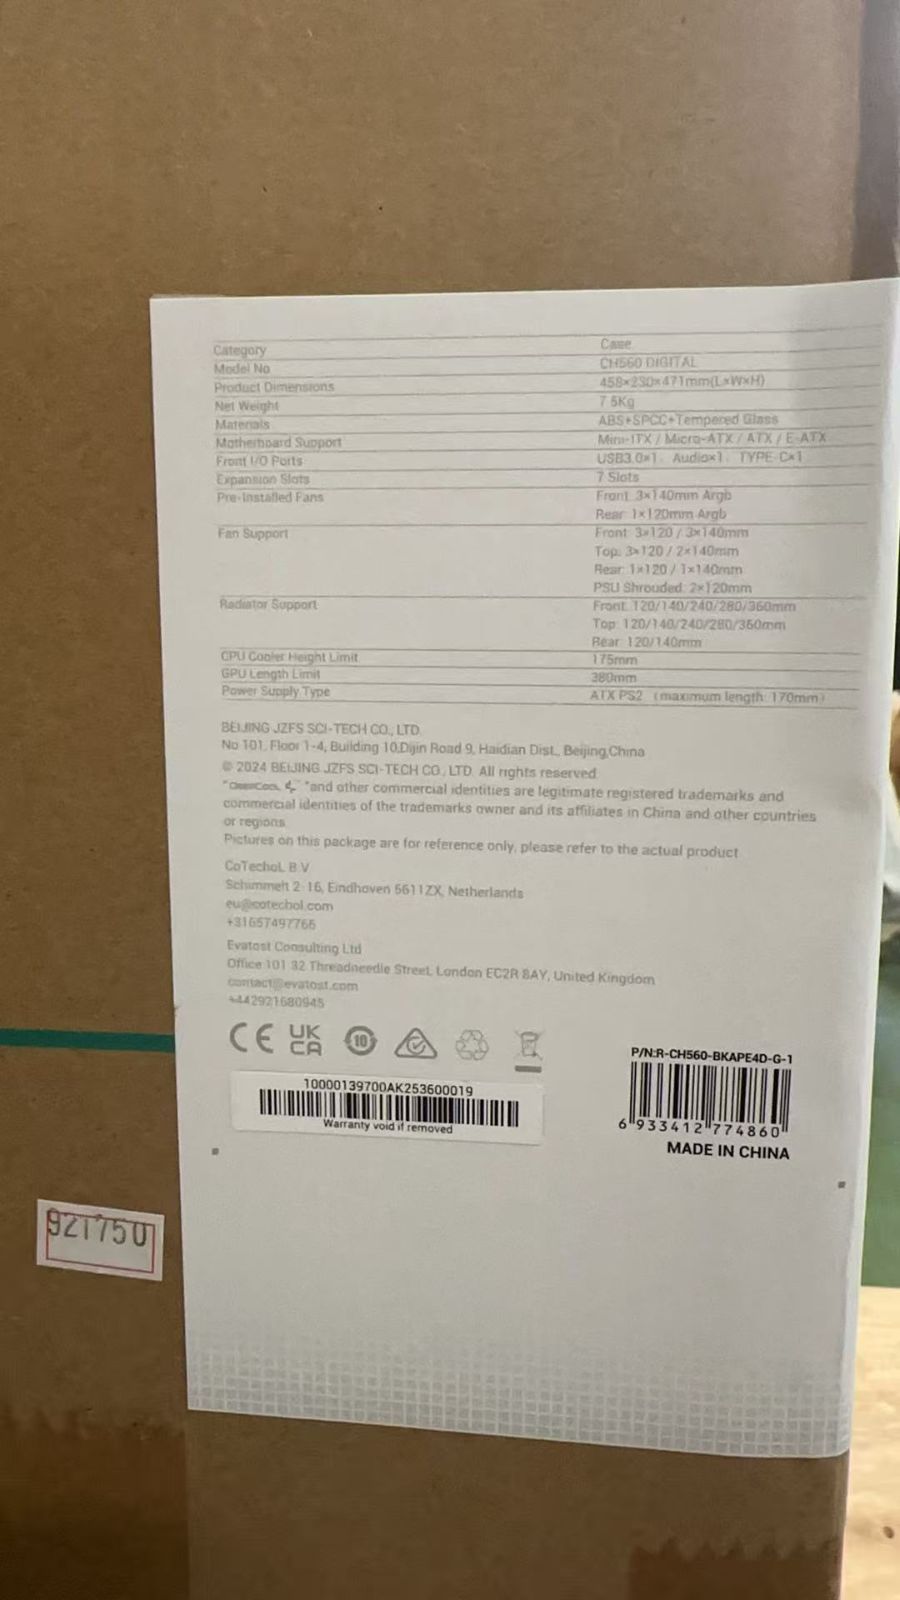 Category Case
Model No CH560 DIGITAL
Product Dimensions 458×230×471mm(L×W×H)
Net Weight 7.5Kg
Materials ABS+SPCC+Tempered Glass
Motherboard Support Mini-ITX / Micro-ATX / ATX / E-ATX
Front I/O Ports USB3.0×1、Audio×1、TYPE-C×1
Expansion Slots 7 Slots
Pre-Installed Fans Front: 3×140mm Argb
Rear: 1×120mm Argb
Fan Support Front: 3×120 / 3×140mm
Top: 3×120 / 2×140mm
Rear: 1×120 / 1×140mm
PSU Shrouded: 2×120mm
Radiator Support Front: 120/140/240/280/360mm
Top: 120/140/240/280/360mm
Rear: 120/140mm
CPU Cooler Height Limit 175mm
GPU Length Limit 380mm
Power Supply Type ATX PS2 （maximum length: 170mm）
BEIJING JZFS SCI-TECH CO., LTD.
No 101, Floor 1-4, Building 10,Dijin Road 9, Haidian Dist., Beijing,China
© 2024 BEIJING JZFS SCI-TECH CO., LTD. All rights reserved.
"DEEPCOOL" and other commercial identities are legitimate registered trademarks and
commercial identities of the trademarks owner and its affiliates in China and other countries
or regions.
Pictures on this package are for reference only, please refer to the actual product.
CoTechoL B.V.
Schimmelt 2-16, Eindhoven 5611ZX, Netherlands
eu@cotechol.com
+31657497766
Evatost Consulting Ltd
Office 101 32 Threadneedle Street, London EC2R 8AY, United Kingdom
contact@evatost.com
+442921680945
CE UK CA 10
P/N:R-CH560-BKAPE4D-G-1
10000139700AK253600019
Warranty void if removed
6 933412 774860
MADE IN CHINA
921750